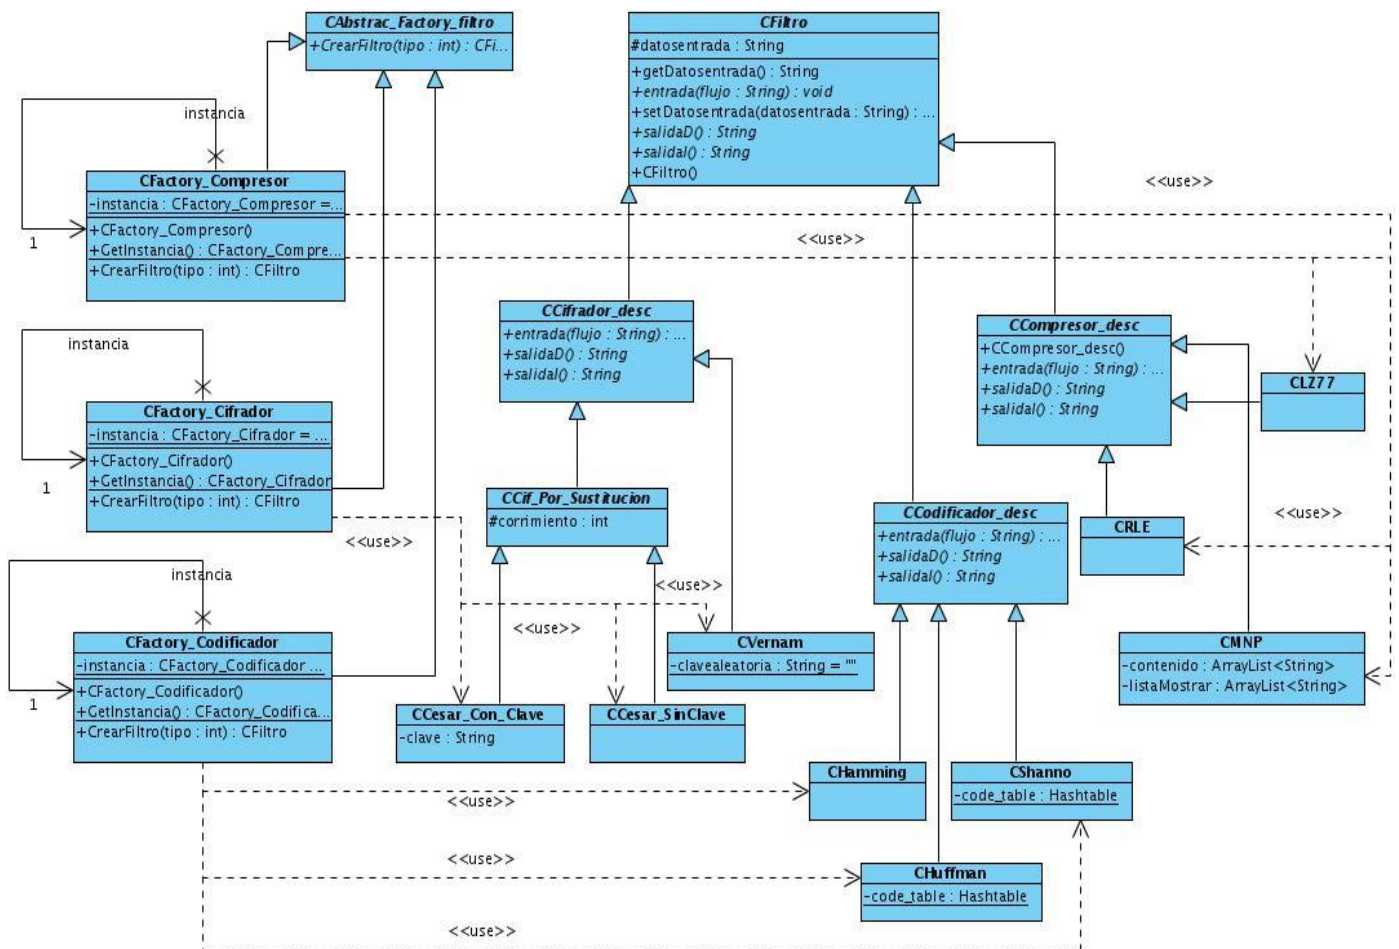 CAbstrac_Factory_filtro
+CrearFiltro(tipo : int) : CFi...
CFiltro
#datosentrada : String
+getDatosentrada() : String
+entrada(flujo : String) : void
+setDatosentrada(datosentrada : String) : ...
+salidaD() : String
+salidaI() : String
+CFiltro()
instancia
1
CFactory_Compresor
-instancia : CFactory_Compresor =...
+CFactory_Compresor()
+GetInstancia() : CFactory_Compre...
+CrearFiltro(tipo : int) : CFiltro
<<use>>
<<use>>
CCifrador_desc
+entrada(flujo : String) : ...
+salidaD() : String
+salidaI() : String
CCompresor_desc
+CCompresor_desc()
+entrada(flujo : String) : ...
+salidaD() : String
+salidaI() : String
CLZ77
instancia
1
CFactory_Cifrador
-instancia : CFactory_Cifrador = ...
+CFactory_Cifrador()
+GetInstancia() : CFactory_Cifrador
+CrearFiltro(tipo : int) : CFiltro
<<use>>
CCif_Por_Sustitucion
#corrimiento : int
CCodificador_desc
+entrada(flujo : String) : ...
+salidaD() : String
+salidaI() : String
CRLE
<<use>>
<<use>>
<<use>>
instancia
1
CFactory_Codificador
-instancia : CFactory_Codificador ...
+CFactory_Codificador()
+GetInstancia() : CFactory_Codifica...
+CrearFiltro(tipo : int) : CFiltro
CVernam
-clavealeatoria : String = ""
CMNP
-contenido : ArrayList<String>
-listaMostrar : ArrayList<String>
CCesar_Con_Clave
-clave : String
CCesar_SinClave
CHamming
CShanno
-code_table : Hashtable
<<use>>
<<use>>
CHuffman
-code_table : Hashtable
<<use>>